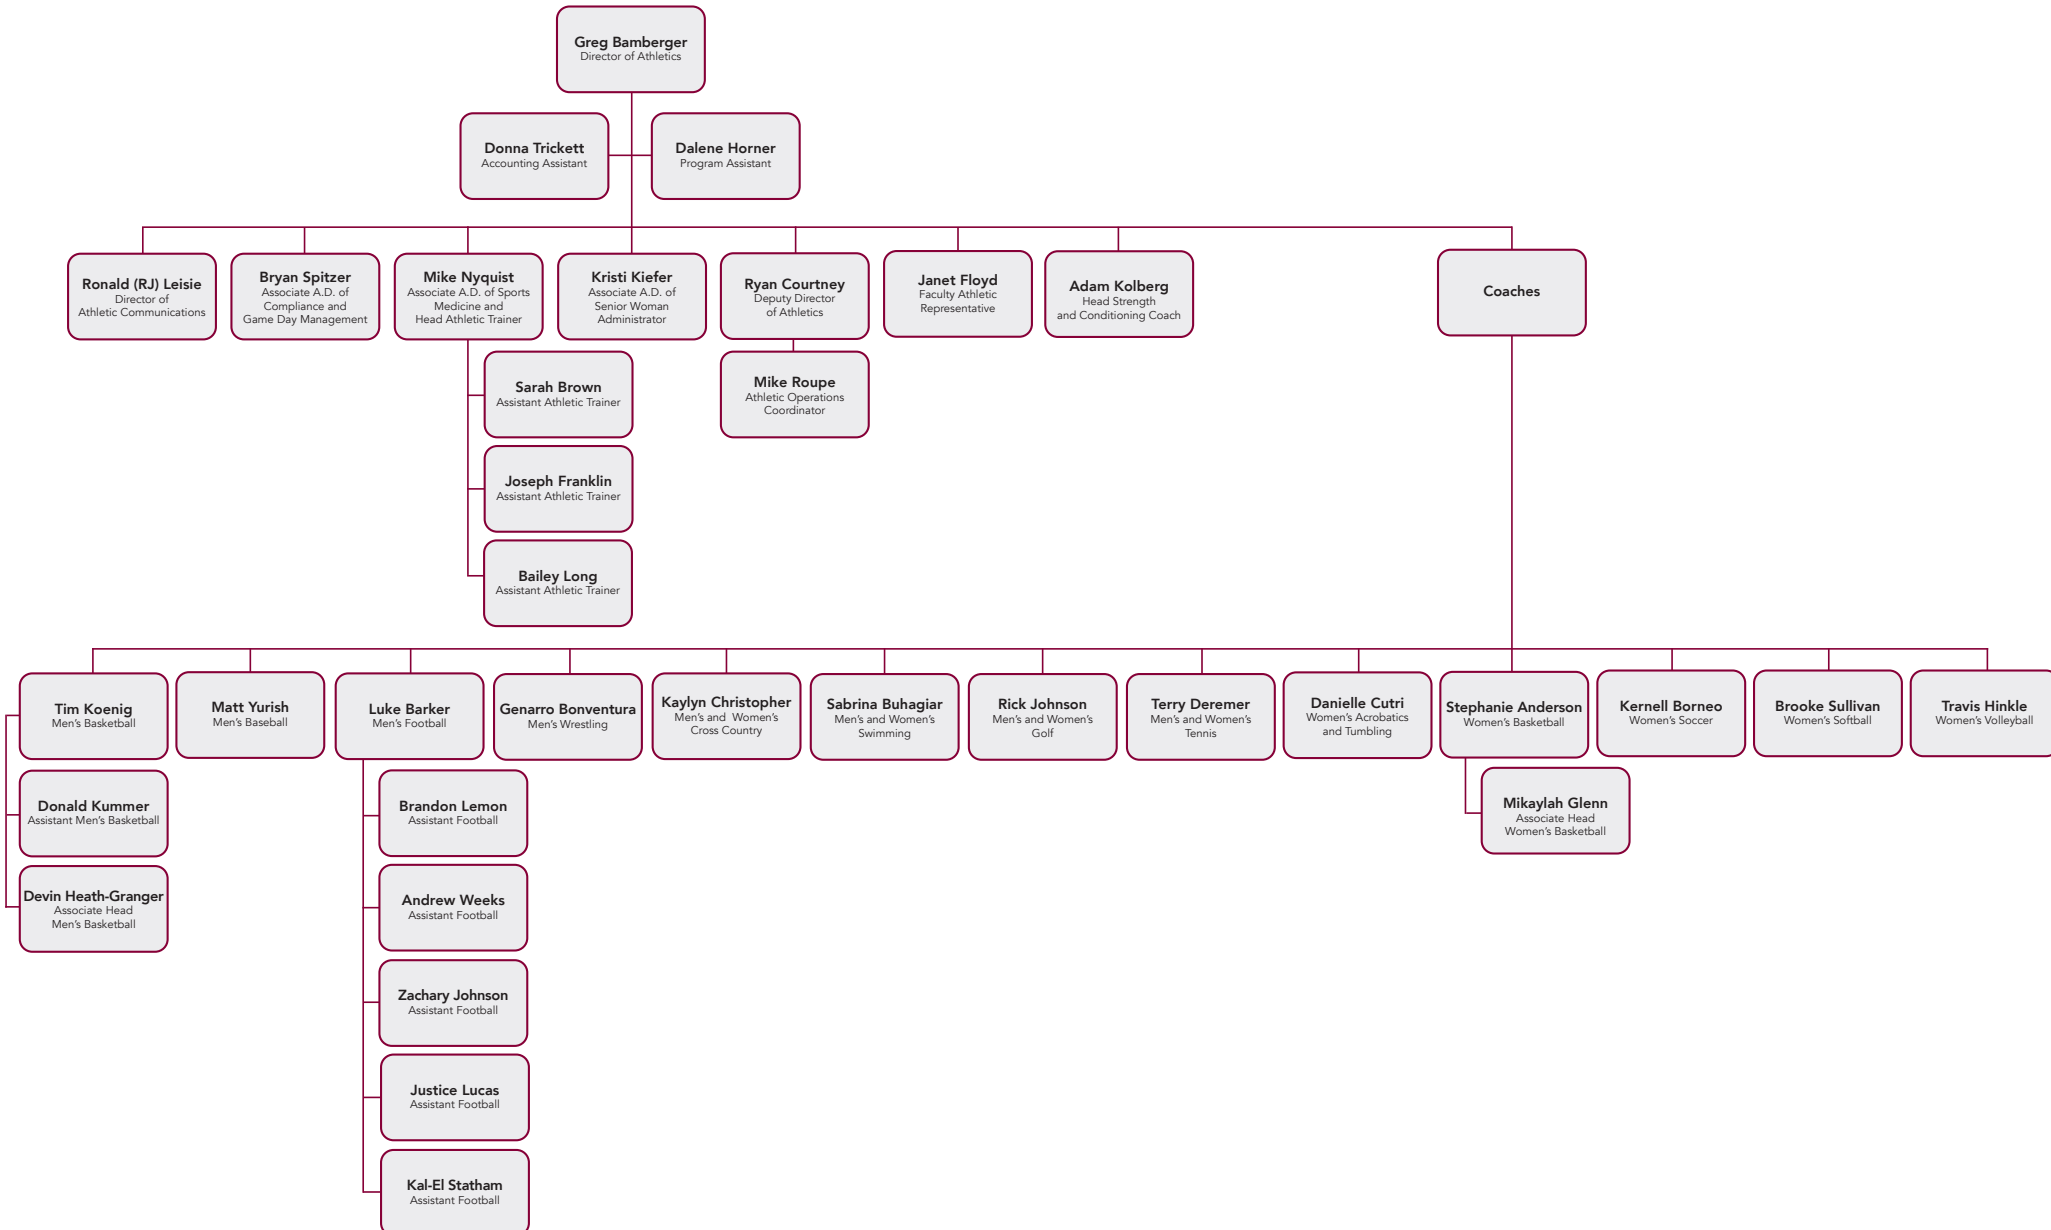 Greg Bamberger
Director of Athletics
Donna Trickett
Accounting Assistant
Dalene Horner
Program Assistant
Ronald (RJ) Leisie
Director of
Athletic Communications
Bryan Spitzer
Associate A.D. of
Compliance and
Game Day Management
Mike Nyquist
Associate A.D. of Sports
Medicine and
Head Athletic Trainer
Kristi Kiefer
Associate A.D. of
Senior Woman
Administrator
Ryan Courtney
Deputy Director
of Athletics
Janet Floyd
Faculty Athletic
Representative
Adam Kolberg
Head Strength
and Conditioning Coach
Coaches
Sarah Brown
Assistant Athletic Trainer
Mike Roupe
Athletic Operations
Coordinator
Joseph Franklin
Assistant Athletic Trainer
Bailey Long
Assistant Athletic Trainer
Tim Koenig
Men's Basketball
Matt Yurish
Men's Baseball
Luke Barker
Men's Football
Genarro Bonventura
Men's Wrestling
Kaylyn Christopher
Men's and Women's
Cross Country
Sabrina Buhagiar
Men's and Women's
Swimming
Rick Johnson
Men's and Women's
Golf
Terry Deremer
Men's and Women's
Tennis
Danielle Cutri
Women's Acrobatics
and Tumbling
Stephanie Anderson
Women's Basketball
Kernell Borneo
Women's Soccer
Brooke Sullivan
Women's Softball
Travis Hinkle
Women's Volleyball
Donald Kummer
Assistant Men's Basketball
Brandon Lemon
Assistant Football
Mikaylah Glenn
Associate Head
Women's Basketball
Devin Heath-Granger
Associate Head
Men's Basketball
Andrew Weeks
Assistant Football
Zachary Johnson
Assistant Football
Justice Lucas
Assistant Football
Kal-El Statham
Assistant Football